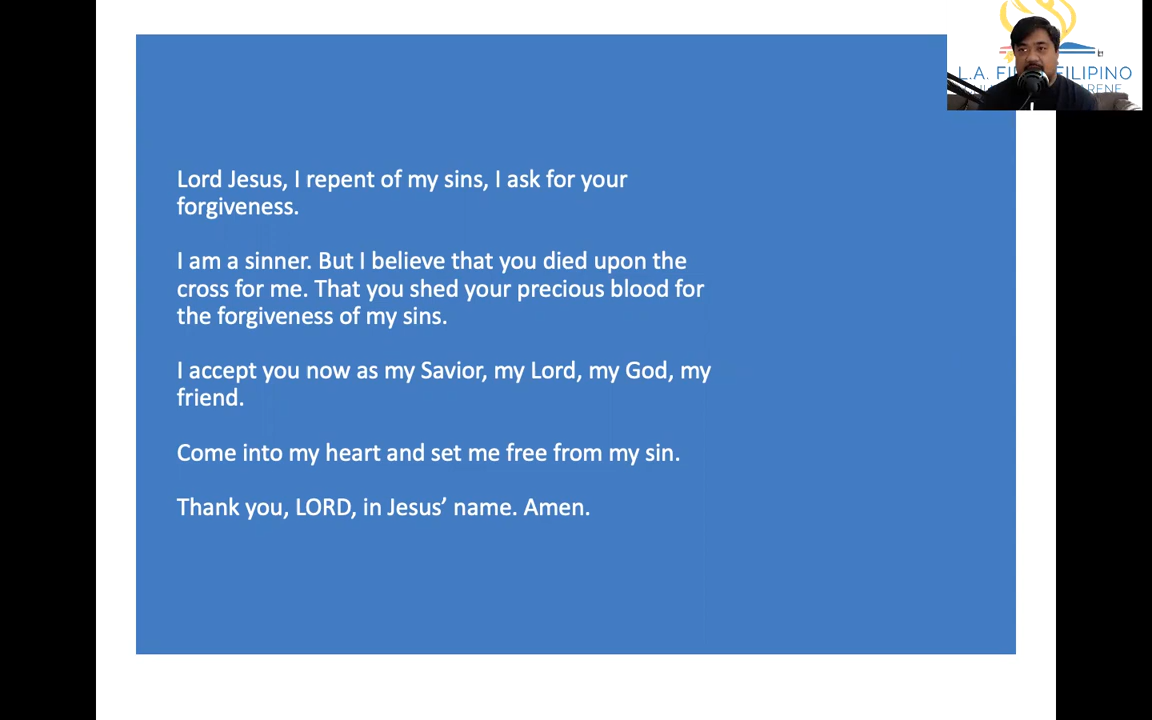 L.A. FI FILIPINO
RENE
Lord Jesus, I repent of my sins, I ask for your
forgiveness.
I am a sinner. But I believe that you died upon the
cross for me. That you shed your precious blood for
the forgiveness of my sins.
I accept you now as my Savior, my Lord, my God, my
friend.
Come into my heart and set me free from my sin.
Thank you, LORD, in Jesus’ name. Amen.